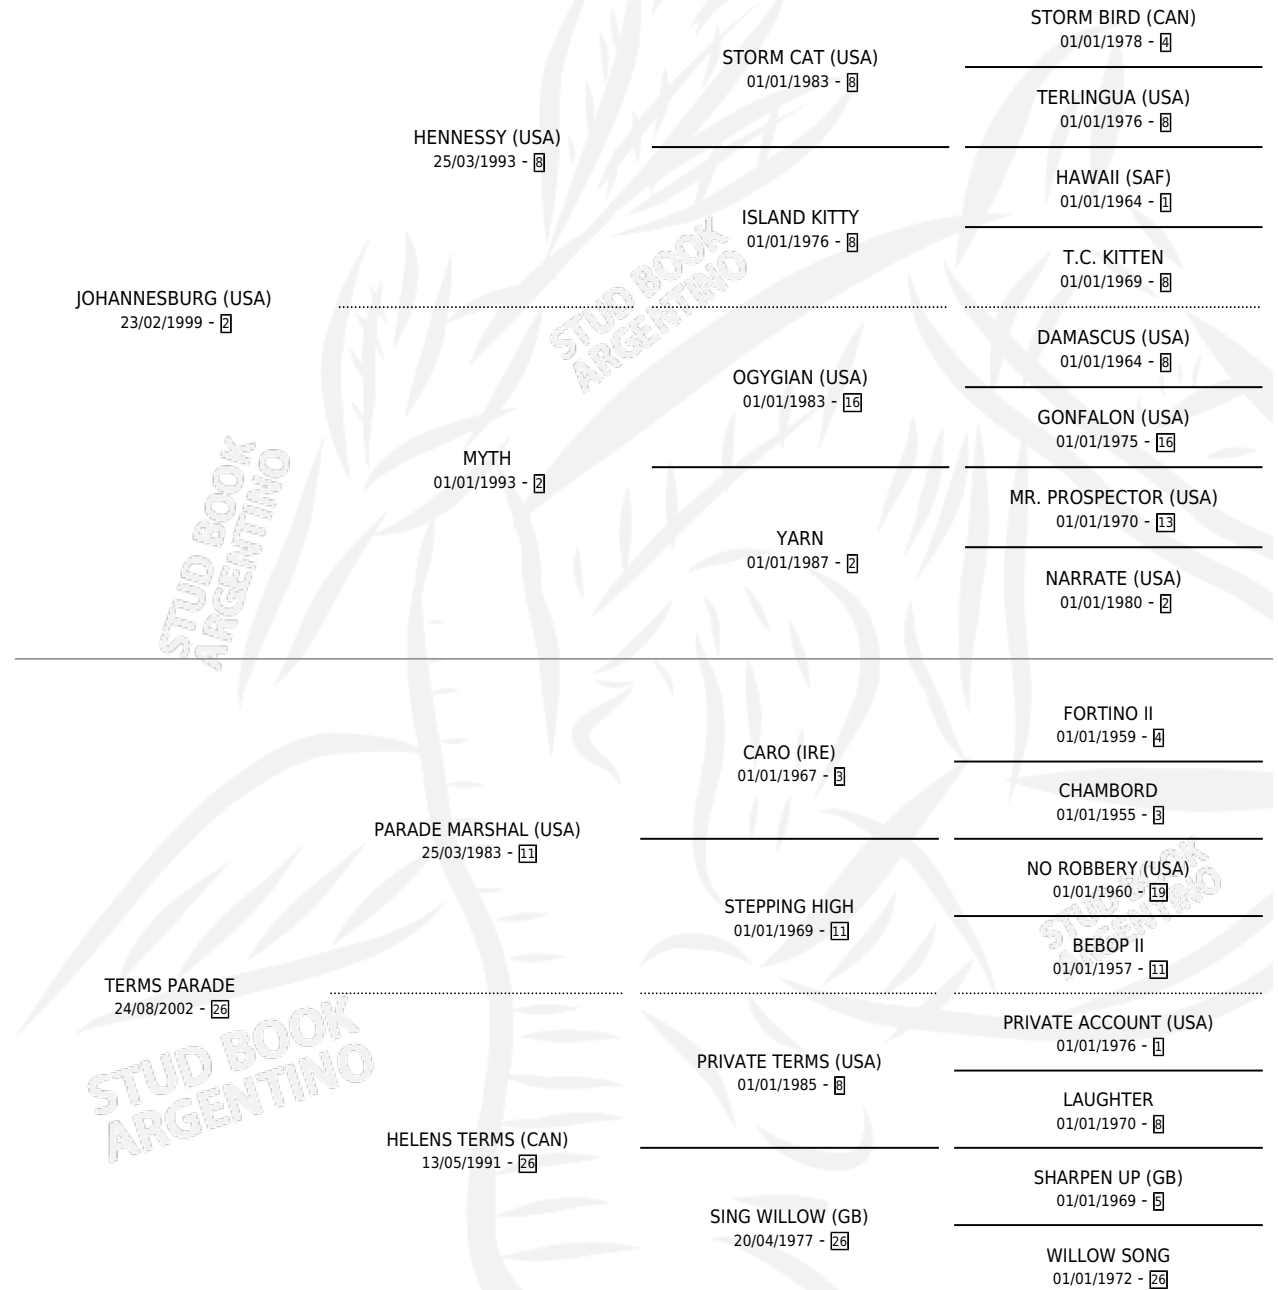 STORM BIRD (CAN)
01/01/1978 - 4
STORM CAT (USA)
01/01/1983 - 8
TERLINGUA (USA)
01/01/1976 - 8
HENNESSY (USA)
25/03/1993 - 8
HAWAII (SAF)
01/01/1964 - 1
ISLAND KITTY
01/01/1976 - 8
T.C. KITTEN
01/01/1969 - 8
JOHANNESBURG (USA)
23/02/1999 - 2
DAMASCUS (USA)
01/01/1964 - 8
OGYGIAN (USA)
01/01/1983 - 16
GONFALON (USA)
01/01/1975 - 16
MYTH
01/01/1993 - 2
MR. PROSPECTOR (USA)
01/01/1970 - 13
YARN
01/01/1987 - 2
NARRATE (USA)
01/01/1980 - 2
FORTINO II
01/01/1959 - 4
CARO (IRE)
01/01/1967 - 3
CHAMBORD
01/01/1955 - 3
PARADE MARSHAL (USA)
25/03/1983 - 11
NO ROBBERY (USA)
01/01/1960 - 19
STEPPING HIGH
01/01/1969 - 11
BEBOP II
01/01/1957 - 11
TERMS PARADE
24/08/2002 - 26
PRIVATE ACCOUNT (USA)
01/01/1976 - 1
PRIVATE TERMS (USA)
01/01/1985 - 8
LAUGHTER
01/01/1970 - 8
HELENS TERMS (CAN)
13/05/1991 - 26
SHARPEN UP (GB)
01/01/1969 - 5
SING WILLOW (GB)
20/04/1977 - 26
WILLOW SONG
01/01/1972 - 26
STUD BOOK
ARGENTINO
STUD BOOK
ARGENTINO
STUD BOOK
ARGENTINO
STUD BOOK
ARGENTINO